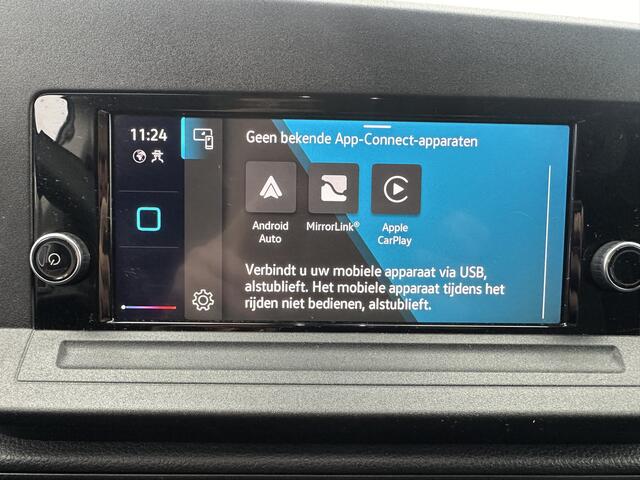 11:24
Geen bekende App-Connect-apparaten
Android
Auto
MirrorLink®
Apple
CarPlay
Verbindt u uw mobiele apparaat via USB,
alstublieft. Het mobiele apparaat tijdens het
rijden niet bedienen, alstublieft.